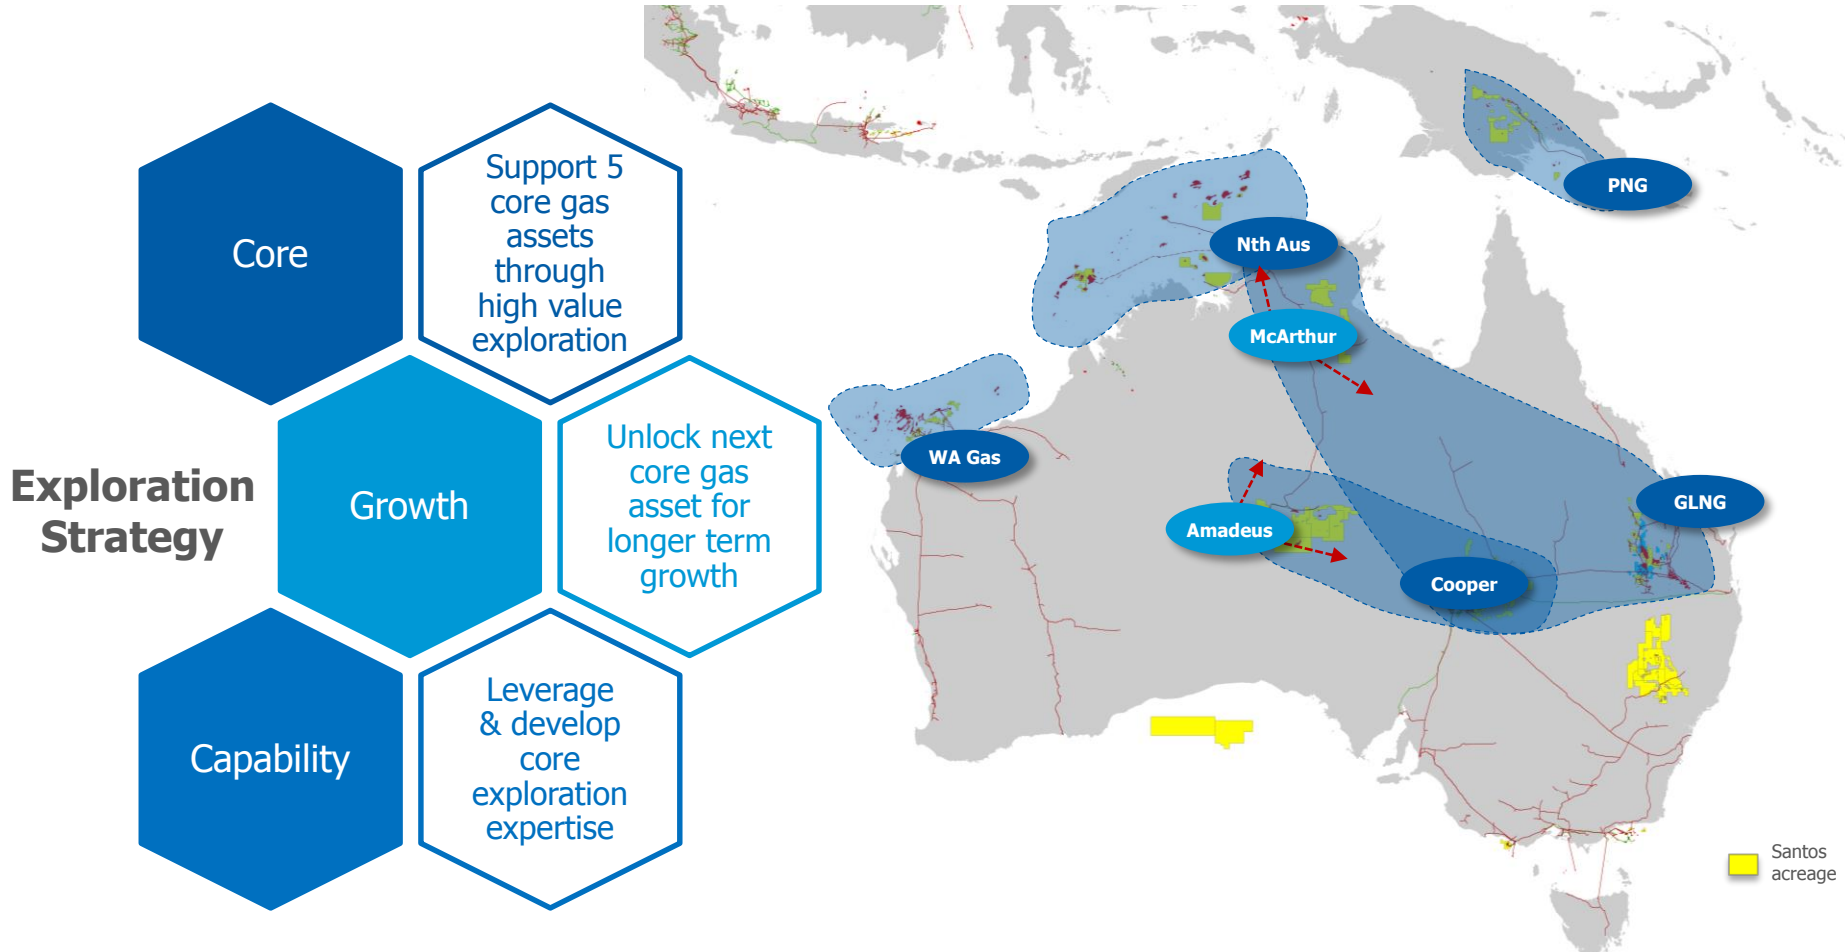 Exploration
Strategy
Core
Support 5
core gas
assets
through
high value
exploration
Growth
Unlock next
core gas
asset for
longer term
growth
Capability
Leverage
& develop
core
exploration
expertise
PNG
Nth Aus
McArthur
WA Gas
GLNG
Amadeus
Cooper
Santos
acreage